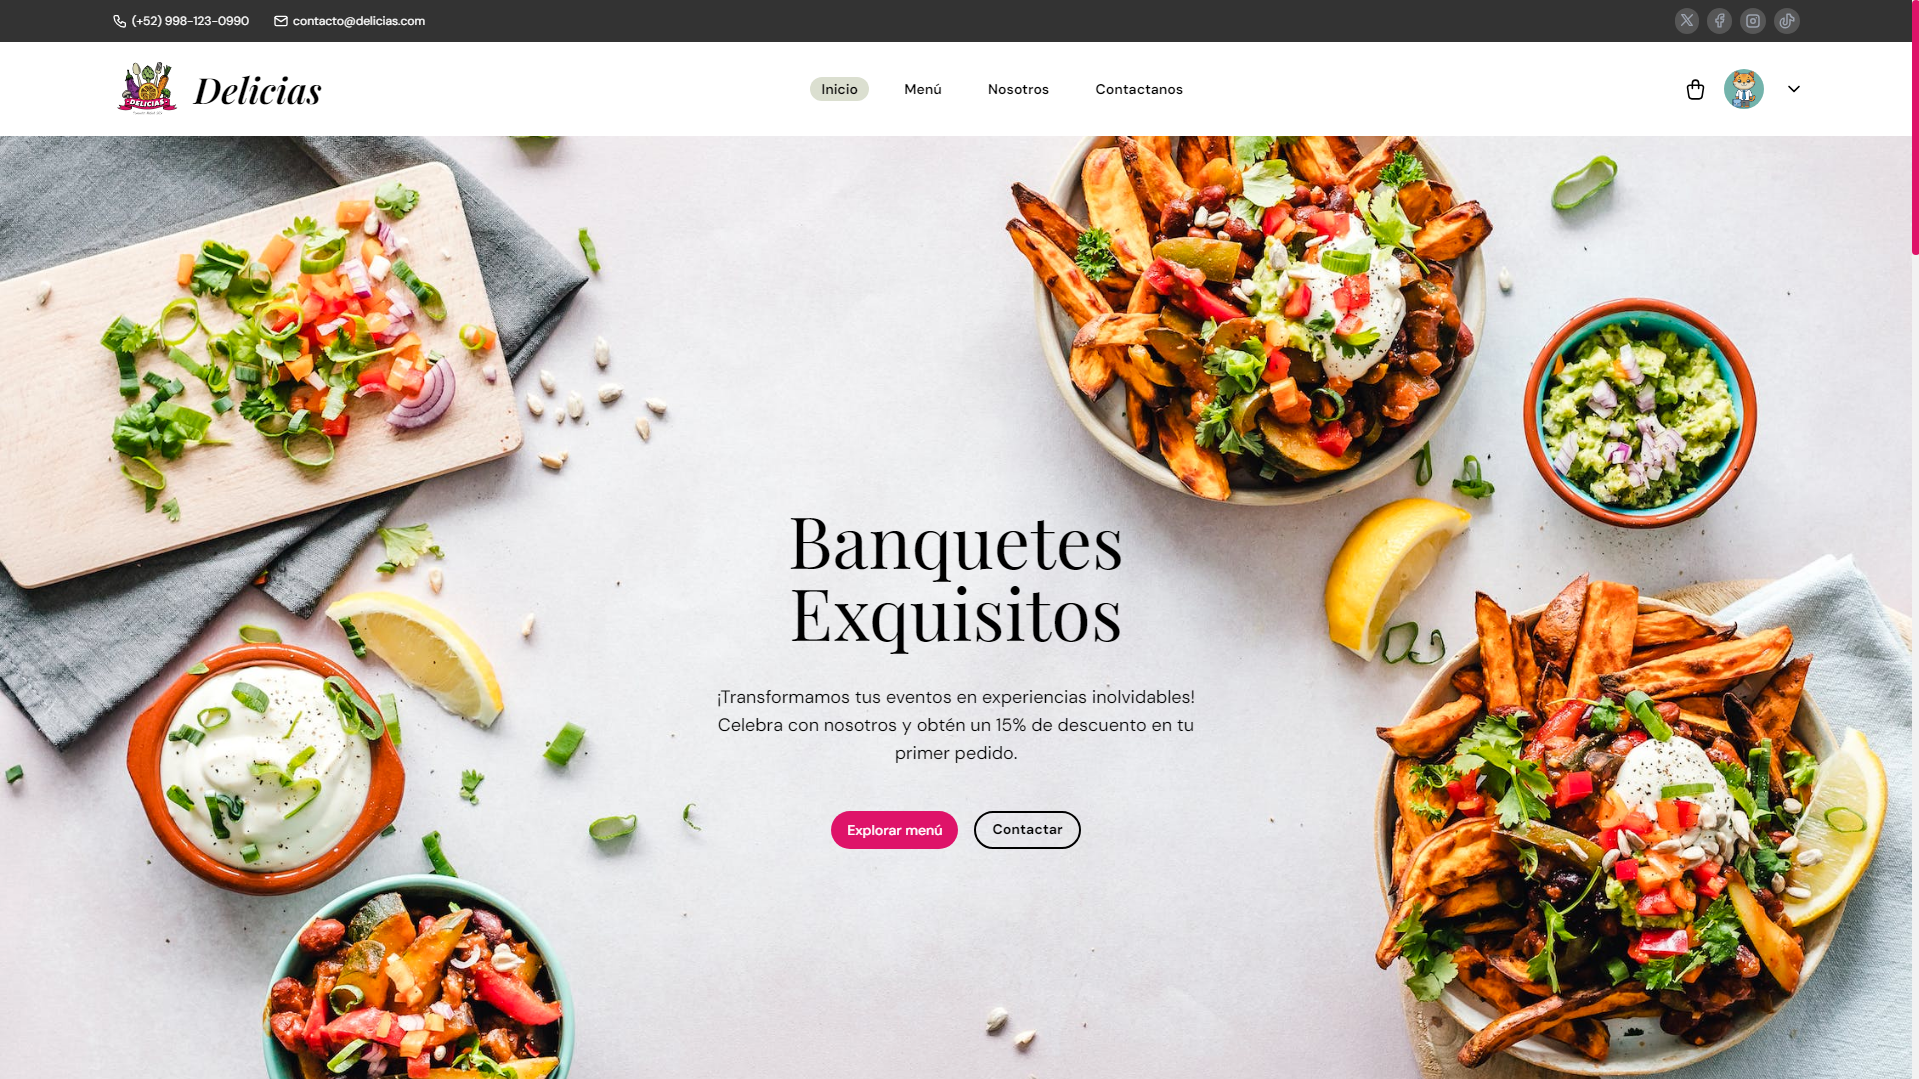 (+52) 998-123-0990
contacto@delicias.com
DELICIAS
Delicias
Inicio
Menú
Nosotros
Contactanos
Banquetes
Exquisitos
¡Transformamos tus eventos en experiencias inolvidables!
Celebra con nosotros y obtén un 15% de descuento en tu
primer pedido.
Explorar menú
Contactar